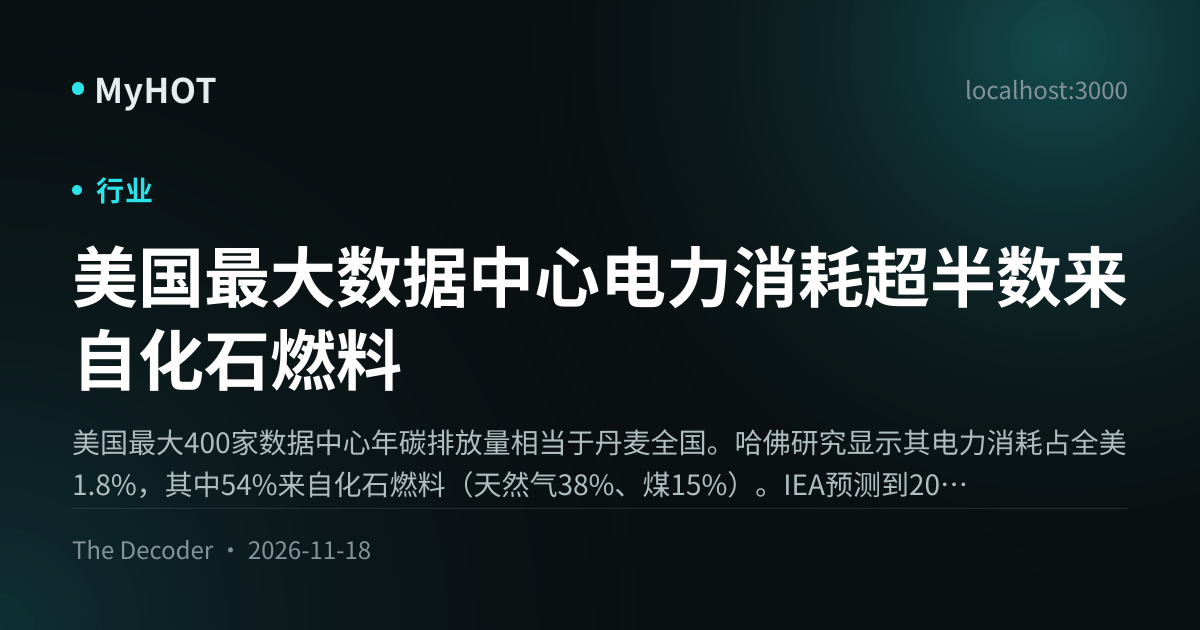 MyHOT
localhost:3000
行业
美国最大数据中心电力消耗超半数来
自化石燃料
美国最大400家数据中心年碳排放量相当于丹麦全国。哈佛研究显示其电力消耗占全美
1.8%，其中54%来自化石燃料（天然气38%、煤15%）。IEA预测到20…
The Decoder • 2026-11-18